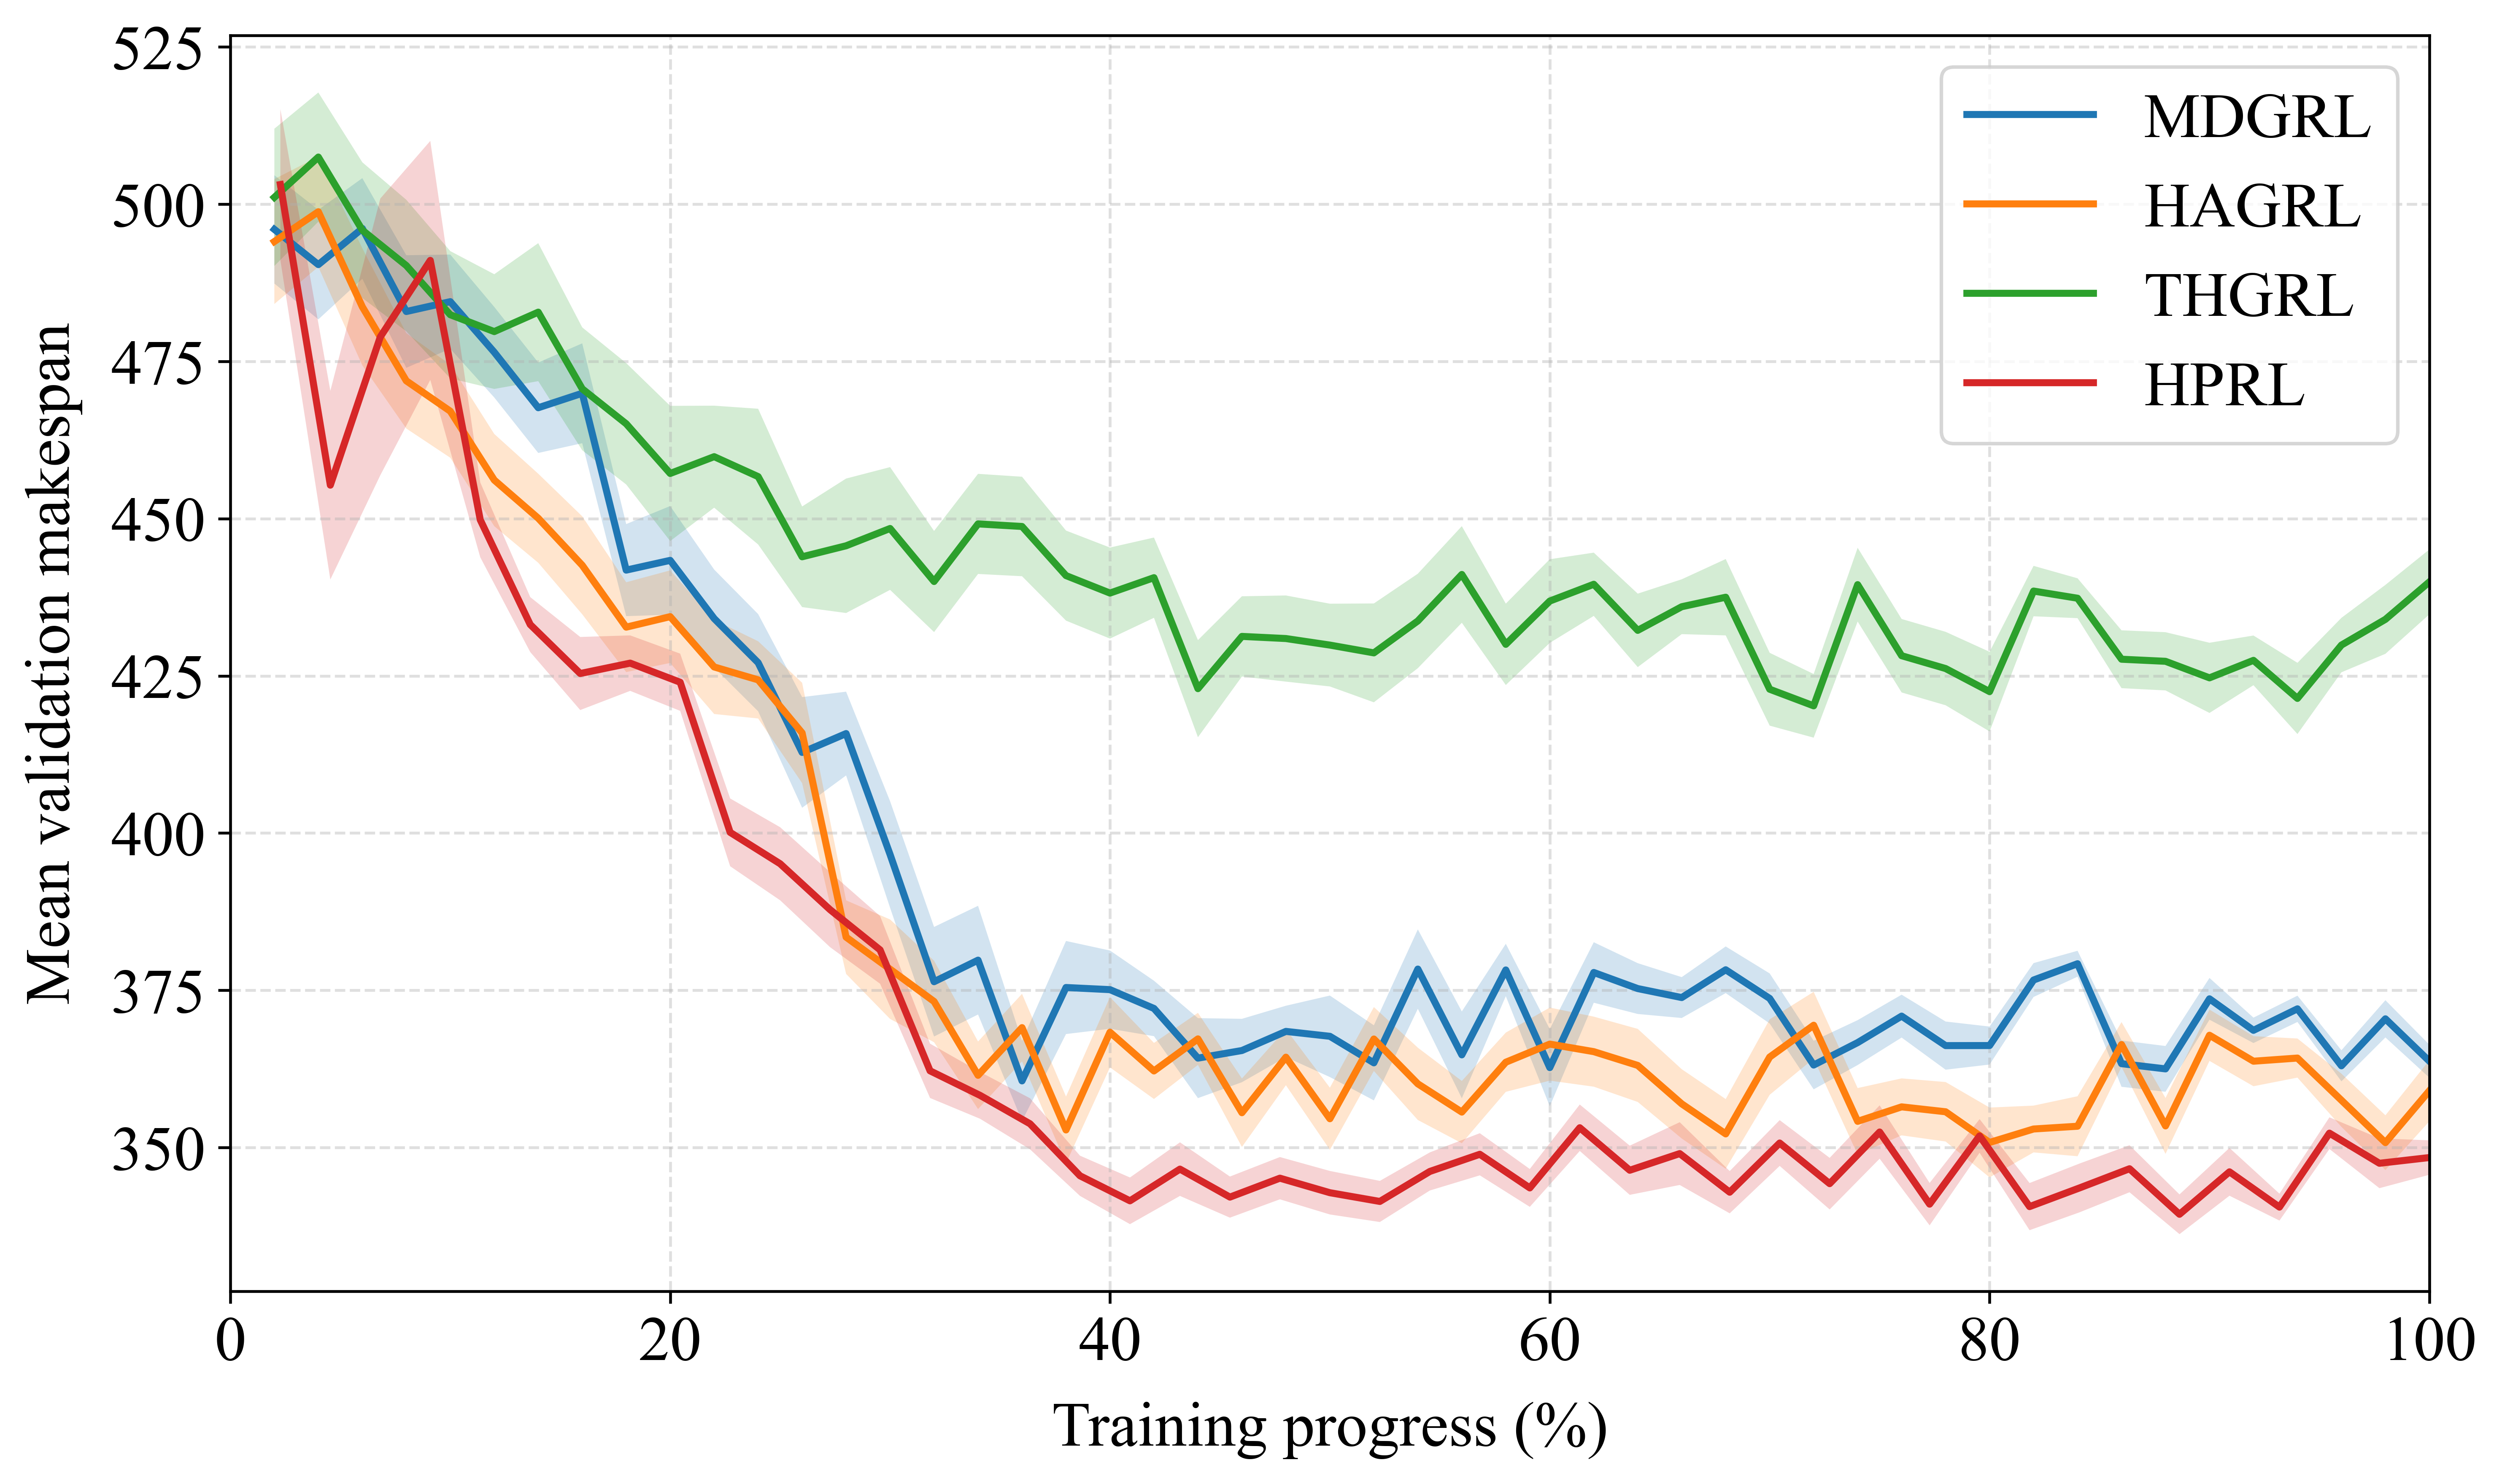 525
500
475
450
425
400
375
350
Mean validation makespan
MDGRL
HAGRL
THGRL
HPRL
0 20 40 60 80 100
Training progress (%)